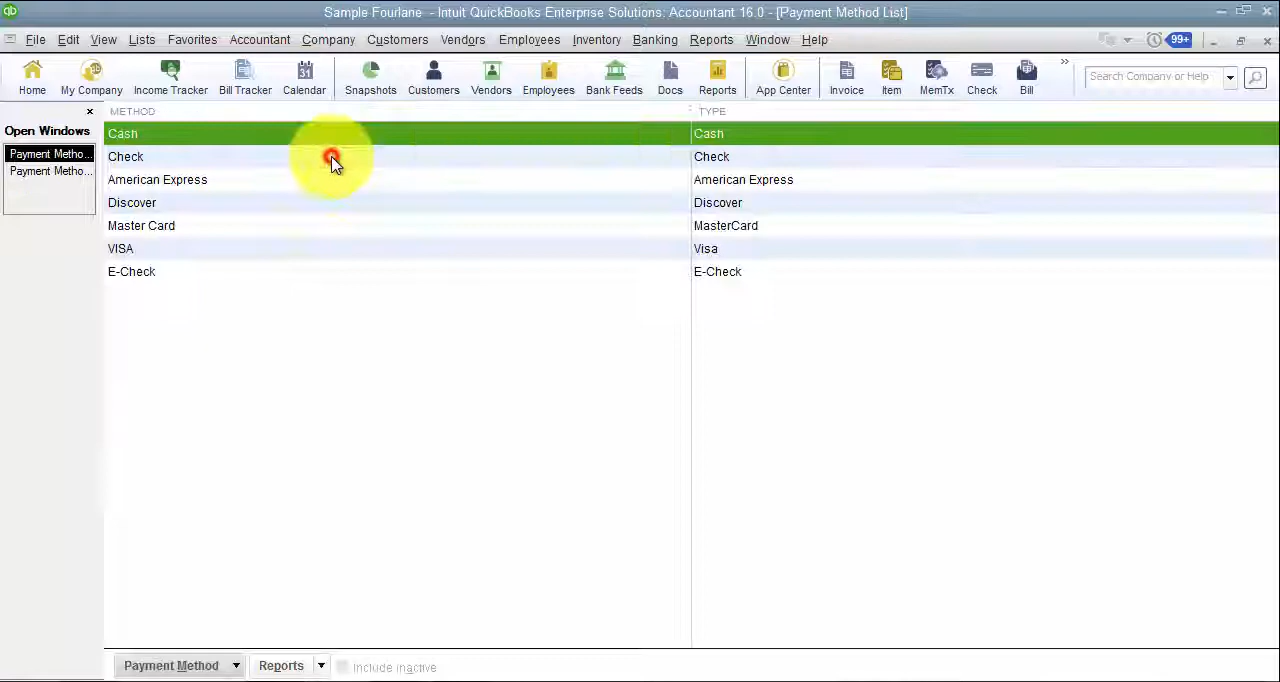 qb
Sample Fourlane - Intuit QuickBooks Enterprise Solutions: Accountant 16.0 - [Payment Method List]
File Edit View Lists Favorites Accountant Company Customers Vendors Employees Inventory Banking Reports Window Help 99+
31
Home My Company Income Tracker Bill Tracker Calendar Snapshots Customers Vendors Employees Bank Feeds Docs Reports App Center Invoice Item MemTx Check Bill Search Company or Help
METHOD TYPE
Open Windows
Payment Metho...
Payment Metho...
Cash Cash
Check Check
American Express American Express
Discover Discover
Master Card MasterCard
VISA Visa
E-Check E-Check
Payment Method Reports Include inactive